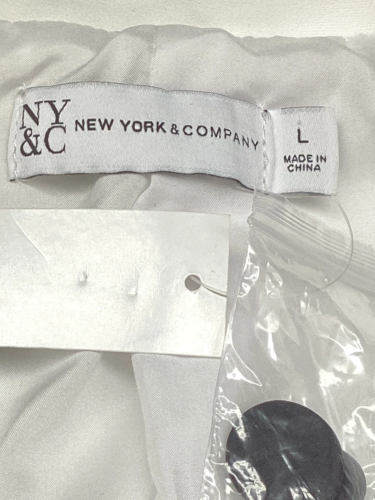 NY
&C
NEW YORK & COMPANY
L
MADE IN
CHINA